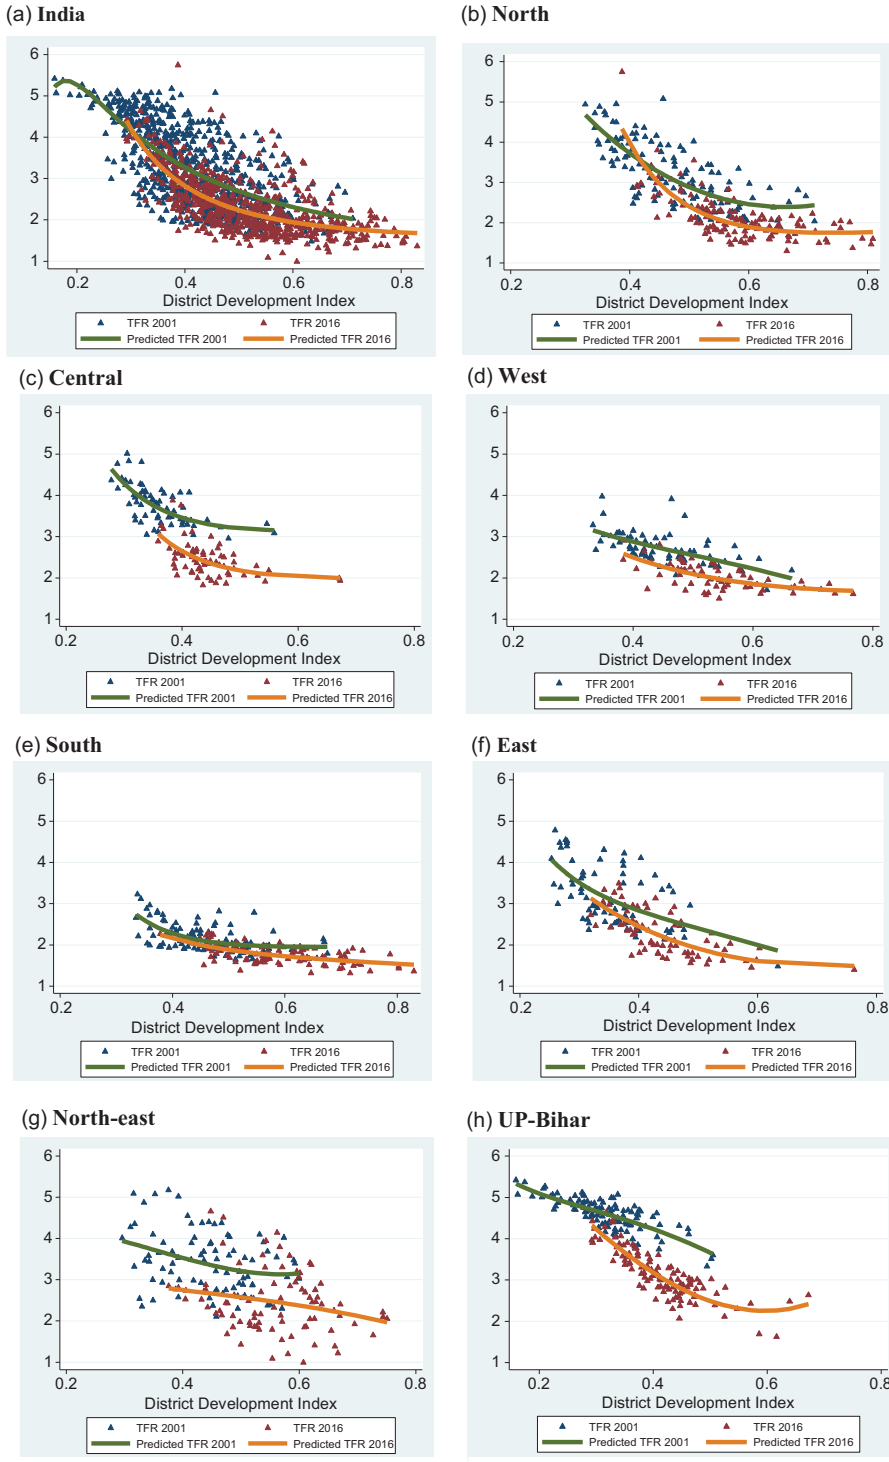 (a) India
6
5
4
3
2
1
0.2 0.4 0.6 0.8
District Development Index
TFR 2001 TFR 2016
Predicted TFR 2001 Predicted TFR 2016
(b) North
6
5
4
3
2
1
0.2 0.4 0.6 0.8
District Development Index
TFR 2001 TFR 2016
Predicted TFR 2001 Predicted TFR 2016
(c) Central
6
5
4
3
2
1
0.2 0.4 0.6 0.8
District Development Index
TFR 2001 TFR 2016
Predicted TFR 2001 Predicted TFR 2016
(d) West
6
5
4
3
2
1
0.2 0.4 0.6 0.8
District Development Index
TFR 2001 TFR 2016
Predicted TFR 2001 Predicted TFR 2016
(e) South
6
5
4
3
2
1
0.2 0.4 0.6 0.8
District Development Index
TFR 2001 TFR 2016
Predicted TFR 2001 Predicted TFR 2016
(f) East
6
5
4
3
2
1
0.2 0.4 0.6 0.8
District Development Index
TFR 2001 TFR 2016
Predicted TFR 2001 Predicted TFR 2016
(g) North-east
6
5
4
3
2
1
0.2 0.4 0.6 0.8
District Development Index
TFR 2001 TFR 2016
Predicted TFR 2001 Predicted TFR 2016
(h) UP-Bihar
6
5
4
3
2
1
0.2 0.4 0.6 0.8
District Development Index
TFR 2001 TFR 2016
Predicted TFR 2001 Predicted TFR 2016